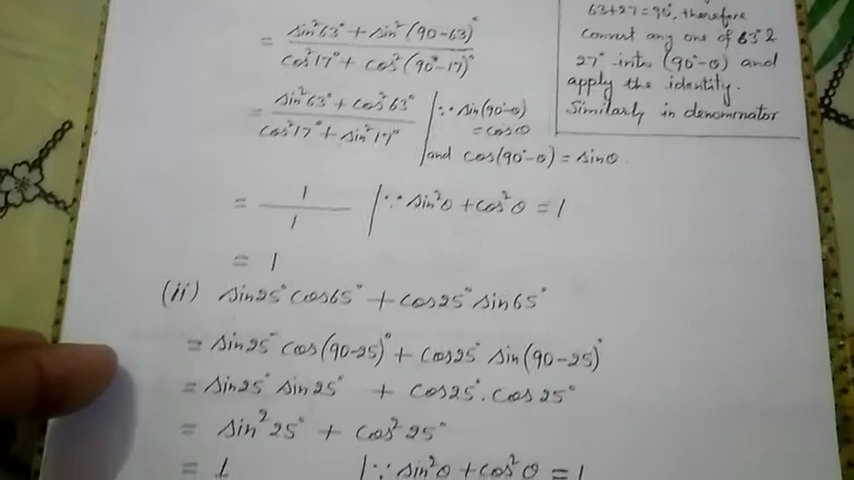 63+27=90°, therefore
convert any one of 63° &
27° into (90°-θ) and
apply the identity.
Similarly in denominator
= sin²63° + sin²(90-63)° / cos²17° + cos²(90°-17)°
= sin²63° + cos²63° / cos²17° + sin²17° | ∵ sin(90°-θ)
= cosθ
and cos(90°-θ) = sinθ
= 1/1 | ∵ sin²θ + cos²θ = 1
= 1
(ii) sin25° cos65° + cos25° sin65°
= sin25° cos(90-25)° + cos25° sin(90-25)°
= sin25° sin25° + cos25°. cos25°
= sin²25° + cos²25°
= 1 | ∵ sin²θ + cos²θ = 1